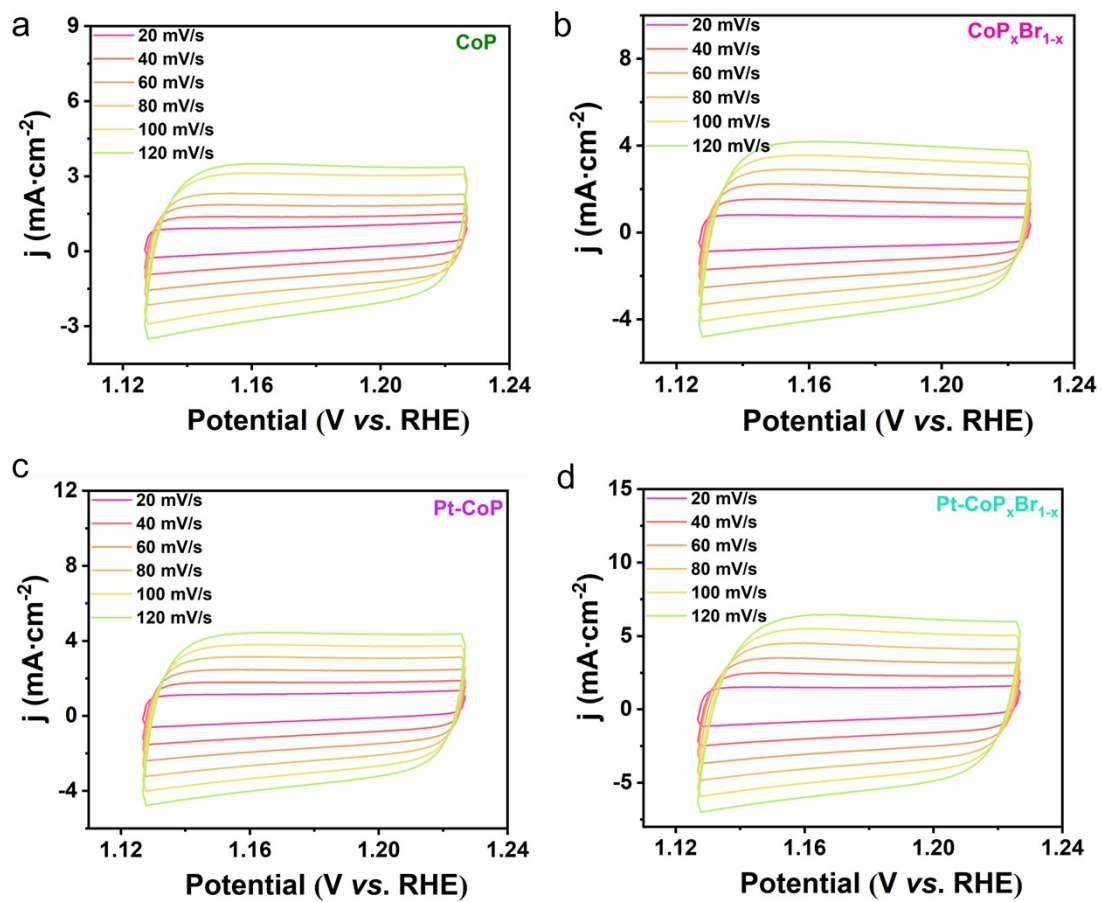 a
9
6
3
0
-3
j (mA·cm⁻²)
20 mV/s
40 mV/s
60 mV/s
80 mV/s
100 mV/s
120 mV/s
CoP
1.12
1.16
1.20
1.24
Potential (V vs. RHE)
b
8
4
0
-4
j (mA·cm⁻²)
20 mV/s
40 mV/s
60 mV/s
80 mV/s
100 mV/s
120 mV/s
CoPₓBr₁₋ₓ
1.12
1.16
1.20
1.24
Potential (V vs. RHE)
c
12
8
4
0
-4
j (mA·cm⁻²)
20 mV/s
40 mV/s
60 mV/s
80 mV/s
100 mV/s
120 mV/s
Pt-CoP
1.12
1.16
1.20
1.24
Potential (V vs. RHE)
d
15
10
5
0
-5
j (mA·cm⁻²)
20 mV/s
40 mV/s
60 mV/s
80 mV/s
100 mV/s
120 mV/s
Pt-CoPₓBr₁₋ₓ
1.12
1.16
1.20
1.24
Potential (V vs. RHE)